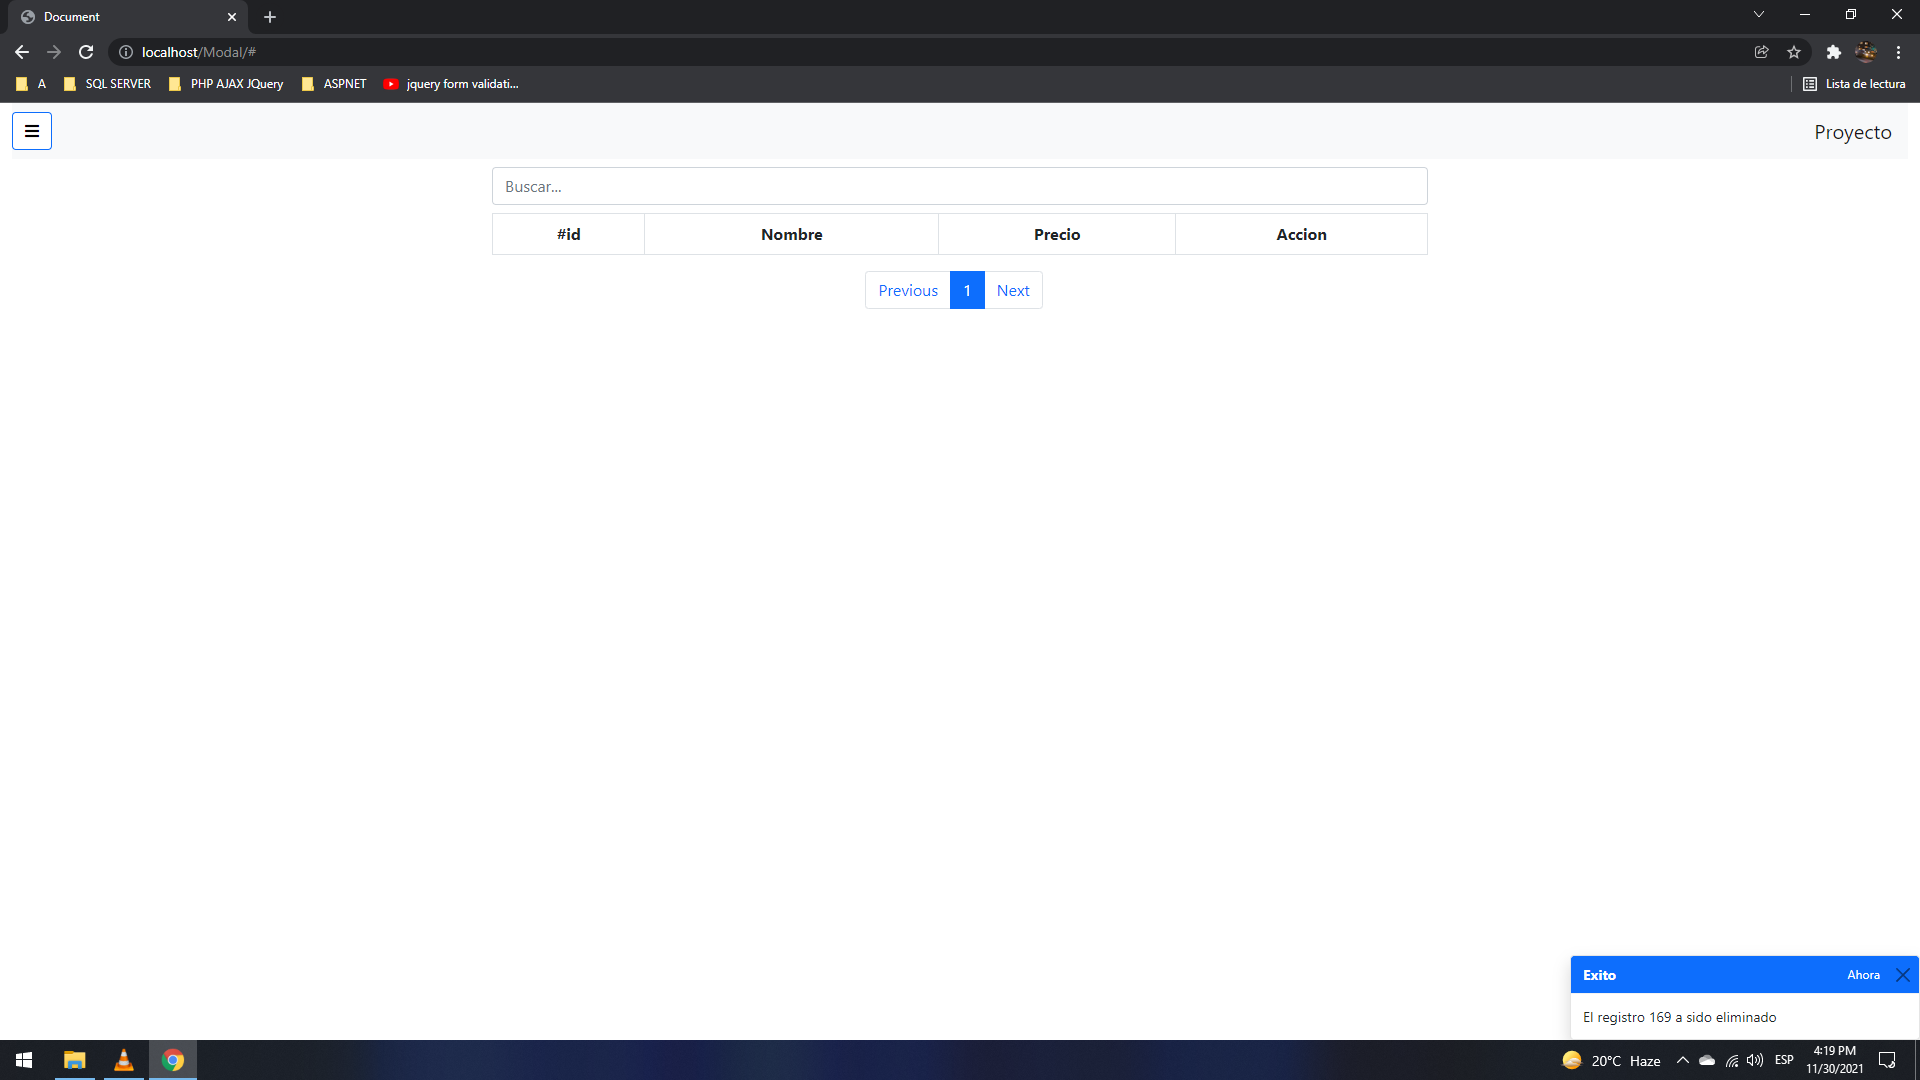 Document
localhost/Modal/#
A SQL SERVER PHP AJAX JQuery ASPNET jquery form validati... Lista de lectura
Proyecto
Buscar...
#id Nombre Precio Accion
Previous 1 Next
Exito Ahora
El registro 169 a sido eliminado
20°C Haze ESP 4:19 PM
11/30/2021